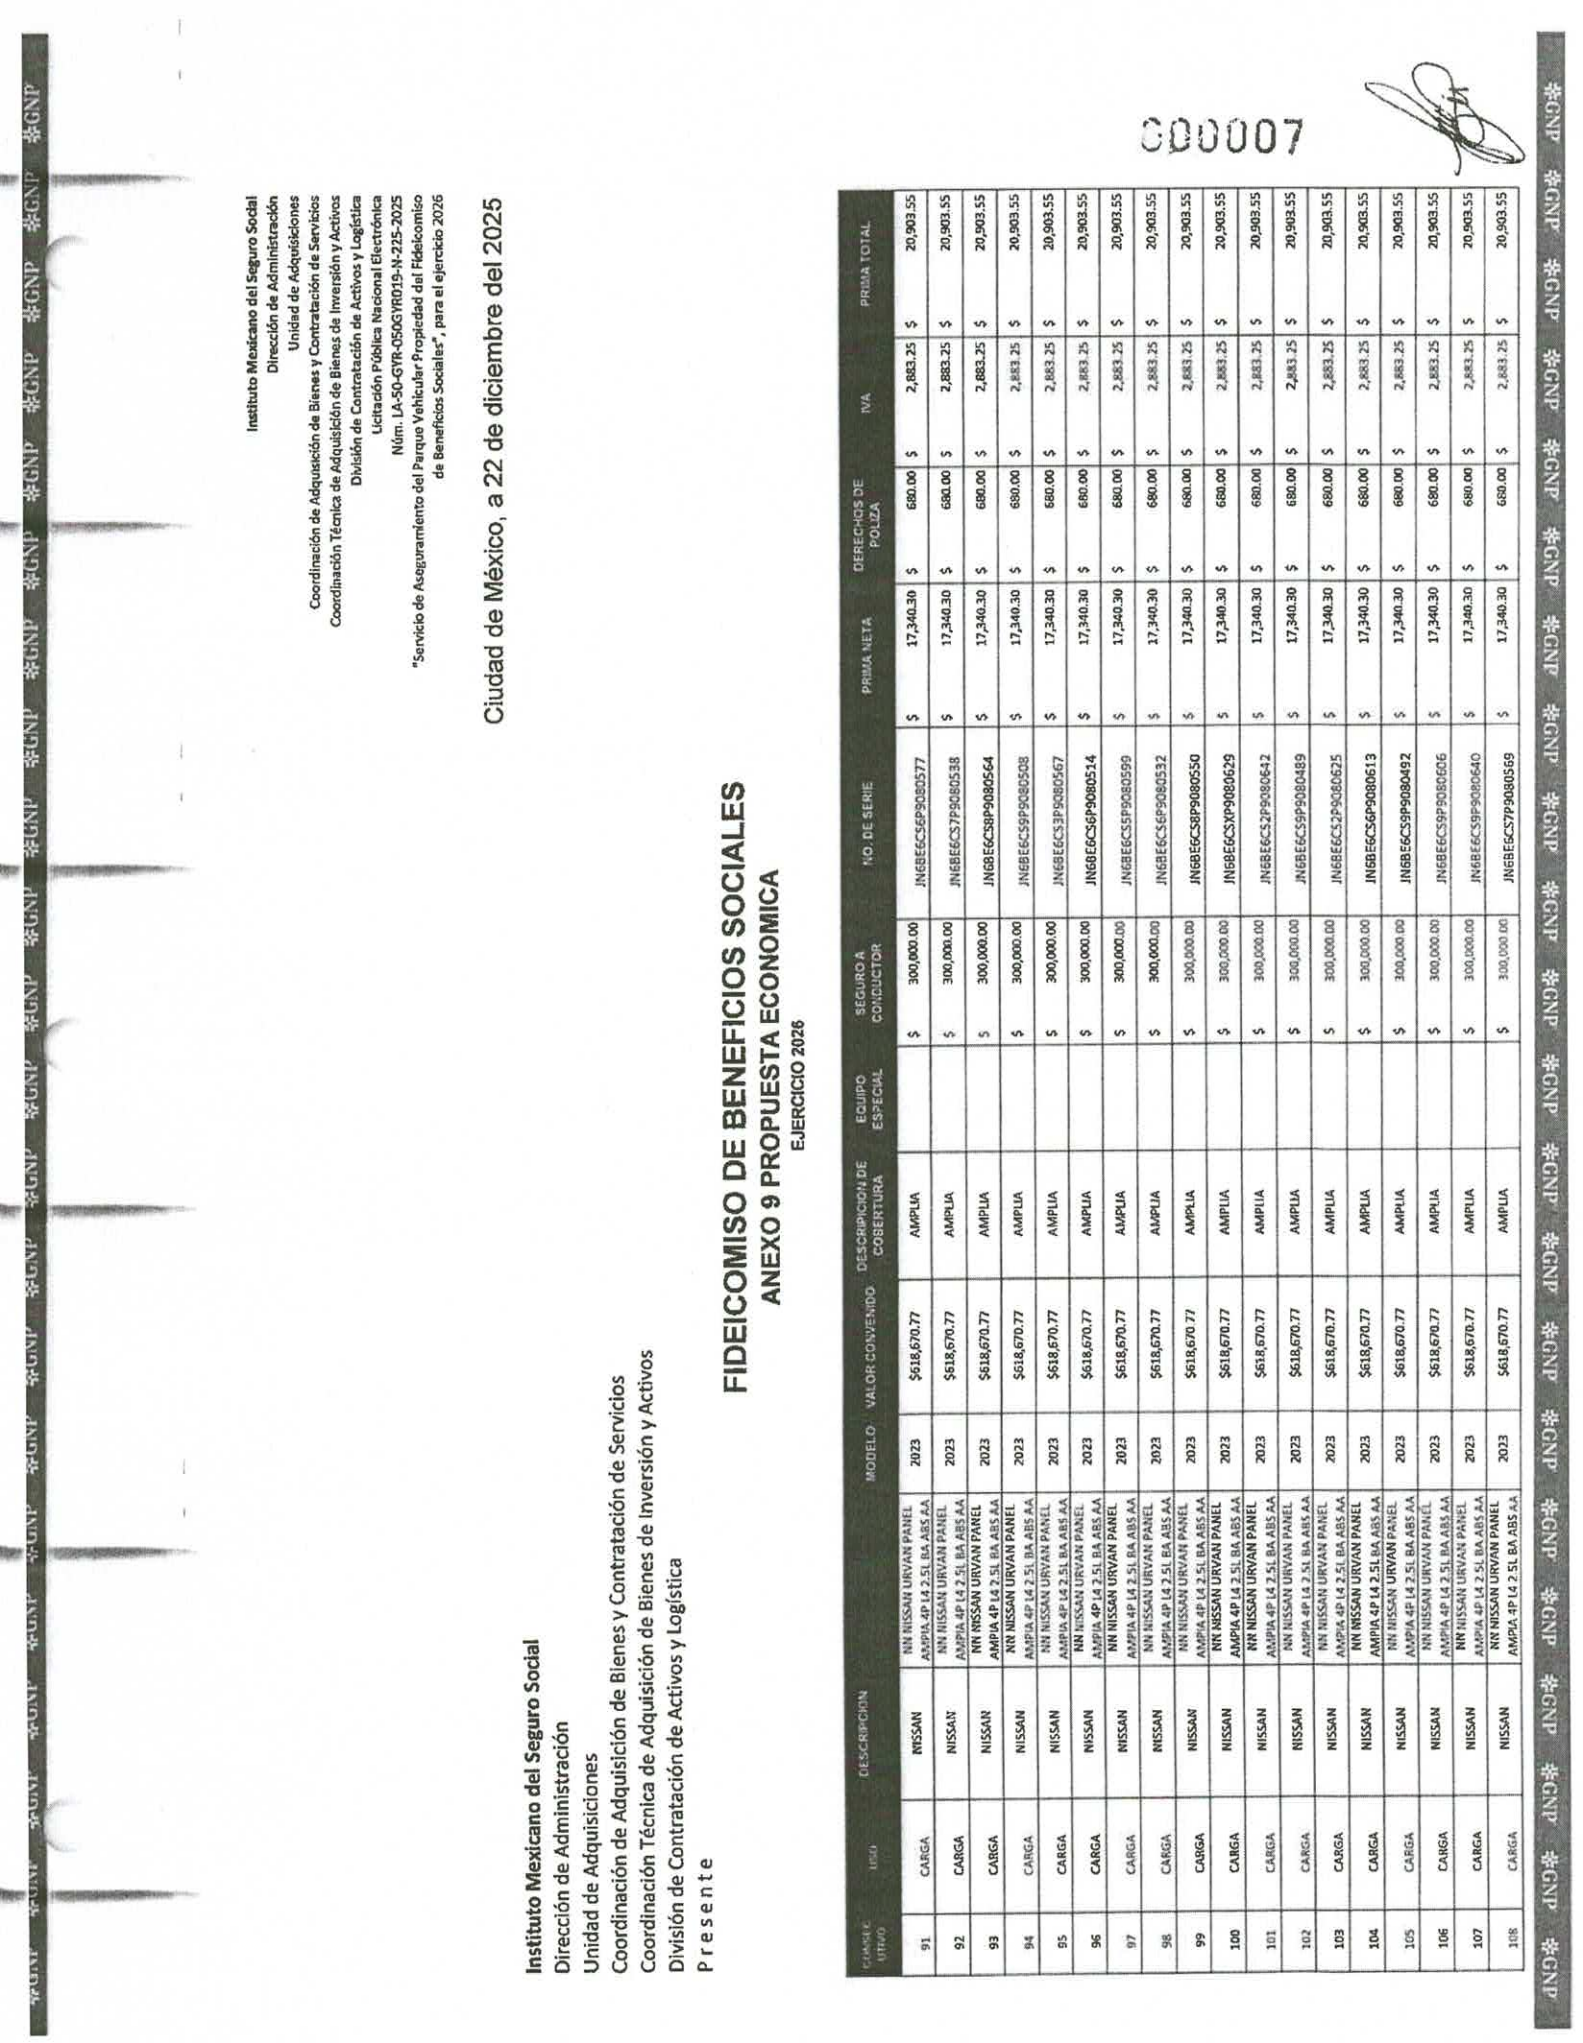 GNP GNP GNP GNP GNP GNP GNP GNP GNP GNP GNP GNP GNP GNP GNP GNP GNP GNP GNP GNP GNP GNP
Instituto Mexicano del Seguro Social
Dirección de Administración
Unidad de Adquisiciones
Coordinación de Adquisición de Bienes y Contratación de Servicios
Coordinación Técnica de Adquisición de Bienes de Inversión y Activos
División de Contratación de Activos y Logística
Licitación Pública Nacional Electrónica
Núm. LA-50-GYR-050GYR019-N-225-2025
"Servicio de Aseguramiento del Parque Vehicular Propiedad del Fideicomiso
de Beneficios Sociales", para el ejercicio 2026
Ciudad de México, a 22 de diciembre del 2025
Instituto Mexicano del Seguro Social
Dirección de Administración
Unidad de Adquisiciones
Coordinación de Adquisición de Bienes y Contratación de Servicios
Coordinación Técnica de Adquisición de Bienes de Inversión y Activos
División de Contratación de Activos y Logística
P r e s e n t e
FIDEICOMISO DE BENEFICIOS SOCIALES
ANEXO 9 PROPUESTA ECONOMICA
EJERCICIO 2026
CONSEC UTIVO USO DESCRIPCION MODELO VALOR CONVENIDO DESCRIPCION DE COBERTURA EQUIPO ESPECIAL SEGURO A CONDUCTOR NO. DE SERIE PRIMA NETA DERECHOS DE POLIZA IVA PRIMA TOTAL
91 CARGA NISSAN NN NISSAN URVAN PANEL AMPIA 4P L4 2.5L BA ABS AA 2023 $618,670.77 AMPLIA $ 300,000.00 JN6BE6CS6P9080577 $ 17,340.30 $ 680.00 $ 2,883.25 $ 20,903.55
92 CARGA NISSAN NN NISSAN URVAN PANEL AMPIA 4P L4 2.5L BA ABS AA 2023 $618,670.77 AMPLIA $ 300,000.00 JN6BE6CS7P9080538 $ 17,340.30 $ 680.00 $ 2,883.25 $ 20,903.55
93 CARGA NISSAN NN NISSAN URVAN PANEL AMPIA 4P L4 2.5L BA ABS AA 2023 $618,670.77 AMPLIA $ 300,000.00 JN6BE6CS8P9080564 $ 17,340.30 $ 680.00 $ 2,883.25 $ 20,903.55
94 CARGA NISSAN NN NISSAN URVAN PANEL AMPIA 4P L4 2.5L BA ABS AA 2023 $618,670.77 AMPLIA $ 300,000.00 JN6BE6CS9P9080508 $ 17,340.30 $ 680.00 $ 2,883.25 $ 20,903.55
95 CARGA NISSAN NN NISSAN URVAN PANEL AMPIA 4P L4 2.5L BA ABS AA 2023 $618,670.77 AMPLIA $ 300,000.00 JN6BE6CS3P9080567 $ 17,340.30 $ 680.00 $ 2,883.25 $ 20,903.55
96 CARGA NISSAN NN NISSAN URVAN PANEL AMPIA 4P L4 2.5L BA ABS AA 2023 $618,670.77 AMPLIA $ 300,000.00 JN6BE6CS6P9080514 $ 17,340.30 $ 680.00 $ 2,883.25 $ 20,903.55
97 CARGA NISSAN NN NISSAN URVAN PANEL AMPIA 4P L4 2.5L BA ABS AA 2023 $618,670.77 AMPLIA $ 300,000.00 JN6BE6CS5P9080599 $ 17,340.30 $ 680.00 $ 2,883.25 $ 20,903.55
98 CARGA NISSAN NN NISSAN URVAN PANEL AMPIA 4P L4 2.5L BA ABS AA 2023 $618,670.77 AMPLIA $ 300,000.00 JN6BE6CS6P9080532 $ 17,340.30 $ 680.00 $ 2,883.25 $ 20,903.55
99 CARGA NISSAN NN NISSAN URVAN PANEL AMPIA 4P L4 2.5L BA ABS AA 2023 $618,670.77 AMPLIA $ 300,000.00 JN6BE6CS8P9080550 $ 17,340.30 $ 680.00 $ 2,883.25 $ 20,903.55
100 CARGA NISSAN NN NISSAN URVAN PANEL AMPIA 4P L4 2.5L BA ABS AA 2023 $618,670.77 AMPLIA $ 300,000.00 JN6BE6CSXP9080629 $ 17,340.30 $ 680.00 $ 2,883.25 $ 20,903.55
101 CARGA NISSAN NN NISSAN URVAN PANEL AMPIA 4P L4 2.5L BA ABS AA 2023 $618,670.77 AMPLIA $ 300,000.00 JN6BE6CS2P9080642 $ 17,340.30 $ 680.00 $ 2,883.25 $ 20,903.55
102 CARGA NISSAN NN NISSAN URVAN PANEL AMPIA 4P L4 2.5L BA ABS AA 2023 $618,670.77 AMPLIA $ 300,000.00 JN6BE6CS9P9080489 $ 17,340.30 $ 680.00 $ 2,883.25 $ 20,903.55
103 CARGA NISSAN NN NISSAN URVAN PANEL AMPIA 4P L4 2.5L BA ABS AA 2023 $618,670.77 AMPLIA $ 300,000.00 JN6BE6CS2P9080625 $ 17,340.30 $ 680.00 $ 2,883.25 $ 20,903.55
104 CARGA NISSAN NN NISSAN URVAN PANEL AMPIA 4P L4 2.5L BA ABS AA 2023 $618,670.77 AMPLIA $ 300,000.00 JN6BE6CS6P9080613 $ 17,340.30 $ 680.00 $ 2,883.25 $ 20,903.55
105 CARGA NISSAN NN NISSAN URVAN PANEL AMPIA 4P L4 2.5L BA ABS AA 2023 $618,670.77 AMPLIA $ 300,000.00 JN6BE6CS9P9080492 $ 17,340.30 $ 680.00 $ 2,883.25 $ 20,903.55
106 CARGA NISSAN NN NISSAN URVAN PANEL AMPIA 4P L4 2.5L BA ABS AA 2023 $618,670.77 AMPLIA $ 300,000.00 JN6BE6CS9P9080606 $ 17,340.30 $ 680.00 $ 2,883.25 $ 20,903.55
107 CARGA NISSAN NN NISSAN URVAN PANEL AMPIA 4P L4 2.5L BA ABS AA 2023 $618,670.77 AMPLIA $ 300,000.00 JN6BE6CS9P9080640 $ 17,340.30 $ 680.00 $ 2,883.25 $ 20,903.55
108 CARGA NISSAN NN NISSAN URVAN PANEL AMPIA 4P L4 2.5L BA ABS AA 2023 $618,670.77 AMPLIA $ 300,000.00 JN6BE6CS7P9080569 $ 17,340.30 $ 680.00 $ 2,883.25 $ 20,903.55
000007
GNP GNP GNP GNP GNP GNP GNP GNP GNP GNP GNP GNP GNP GNP GNP GNP GNP GNP GNP GNP GNP GNP